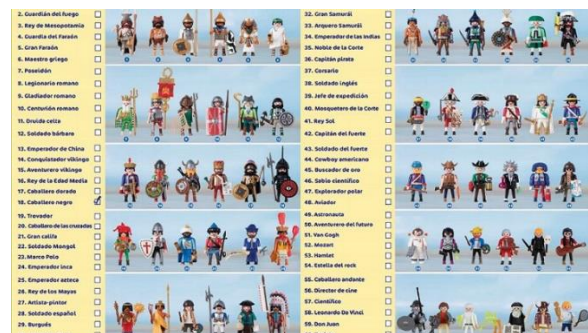 2. Guardián del fuego
3. Rey de Mesopotamia
4. Guardia del Faraón
5. Gran Faraón
6. Maestro griego
7. Poseidón
8. Legionario romano
9. Gladiador romano
10. Centurión romano
11. Druida celta
12. Soldado bárbaro
13. Emperador de China
14. Conquistador vikingo
15. Aventurero vikingo
16. Rey de la Edad Media
17. Caballero dorado
18. Caballero negro
19. Trovador
20. Caballero de las cruzadas
21. Gran califa
22. Soldado Mongol
23. Marco Polo
24. Emperador inca
25. Emperador azteca
26. Rey de los Mayas
27. Artista-pintor
28. Soldado español
29. Burgués
32. Gran Samurái
33. Arquero Samurái
34. Emperador de las Indias
35. Noble de la Corte
36. Capitán pirata
37. Corsario
38. Soldado inglés
39. Jefe de expedición
40. Mosquetero de la Corte
41. Rey Sol
42. Capitán del fuerte
43. Soldado del fuerte
44. Cowboy americano
45. Buscador de oro
46. Sabio científico
47. Explorador polar
48. Aviador
49. Astronauta
50. Aventurero del futuro
51. Van Gogh
52. Mozart
53. Hamlet
54. Estrella del rock
55. Caballero andante
56. Director de cine
57. Científico
58. Leonardo Da Vinci
59. Don Juan